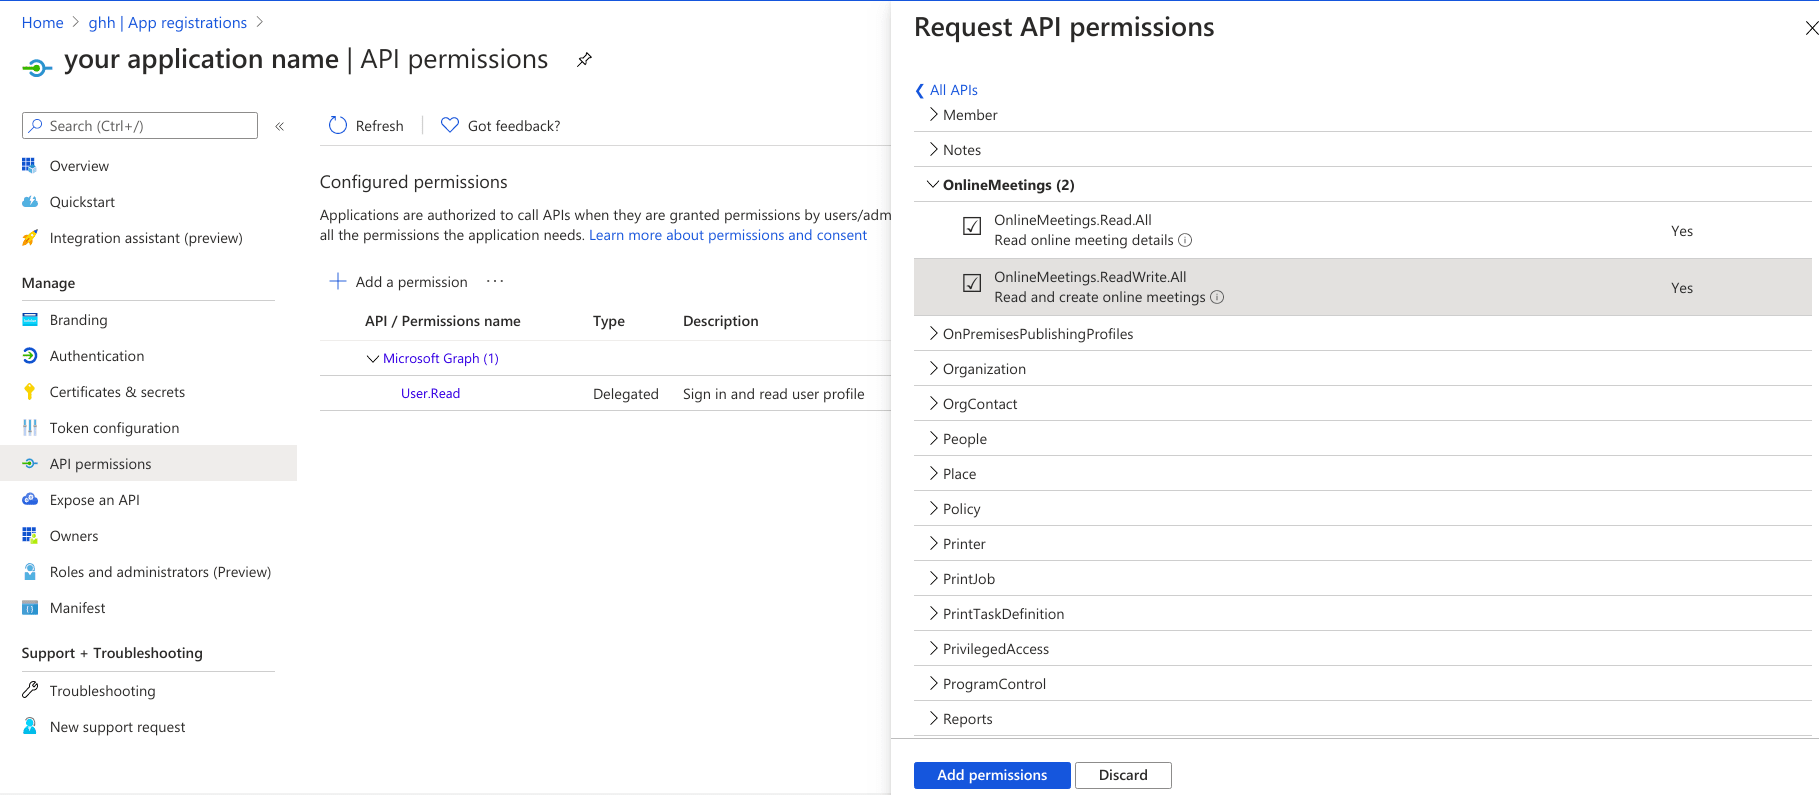 Home > ghh | App registrations >
your application name | API permissions
Search (Ctrl+/)
«
Overview
Quickstart
Integration assistant (preview)
Manage
Branding
Authentication
Certificates & secrets
Token configuration
API permissions
Expose an API
Owners
Roles and administrators (Preview)
Manifest
Support + Troubleshooting
Troubleshooting
New support request
Refresh
Got feedback?
Configured permissions
Applications are authorized to call APIs when they are granted permissions by users/adm
all the permissions the application needs. Learn more about permissions and consent
Add a permission ···
API / Permissions name Type Description
Microsoft Graph (1)
User.Read Delegated Sign in and read user profile
Request API permissions
All APIs
Member
Notes
OnlineMeetings (2)
OnlineMeetings.Read.All
Read online meeting details
Yes
OnlineMeetings.ReadWrite.All
Read and create online meetings
Yes
OnPremisesPublishingProfiles
Organization
OrgContact
People
Place
Policy
Printer
PrintJob
PrintTaskDefinition
PrivilegedAccess
ProgramControl
Reports
Add permissions Discard